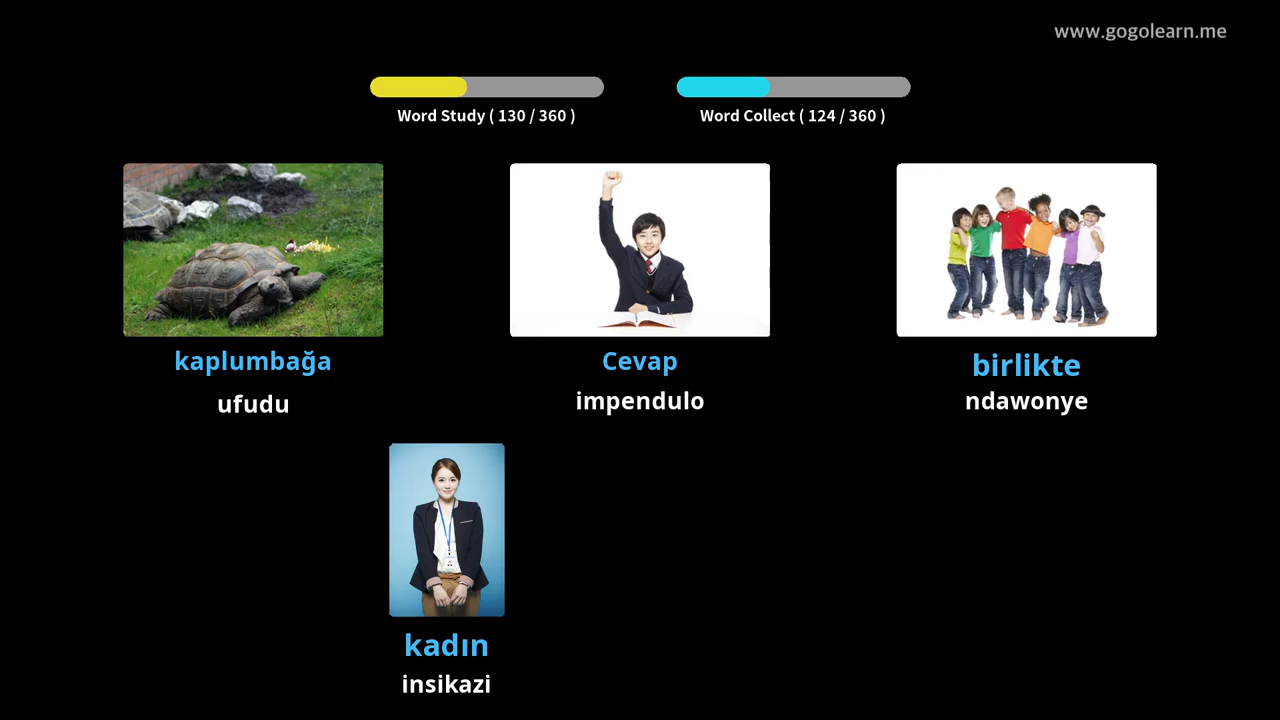 www.gogolearn.me
Word Study ( 130 / 360 )
Word Collect ( 124 / 360 )
kaplumbağa
ufudu
Cevap
impendulo
birlikte
ndawonye
kadın
insikazi